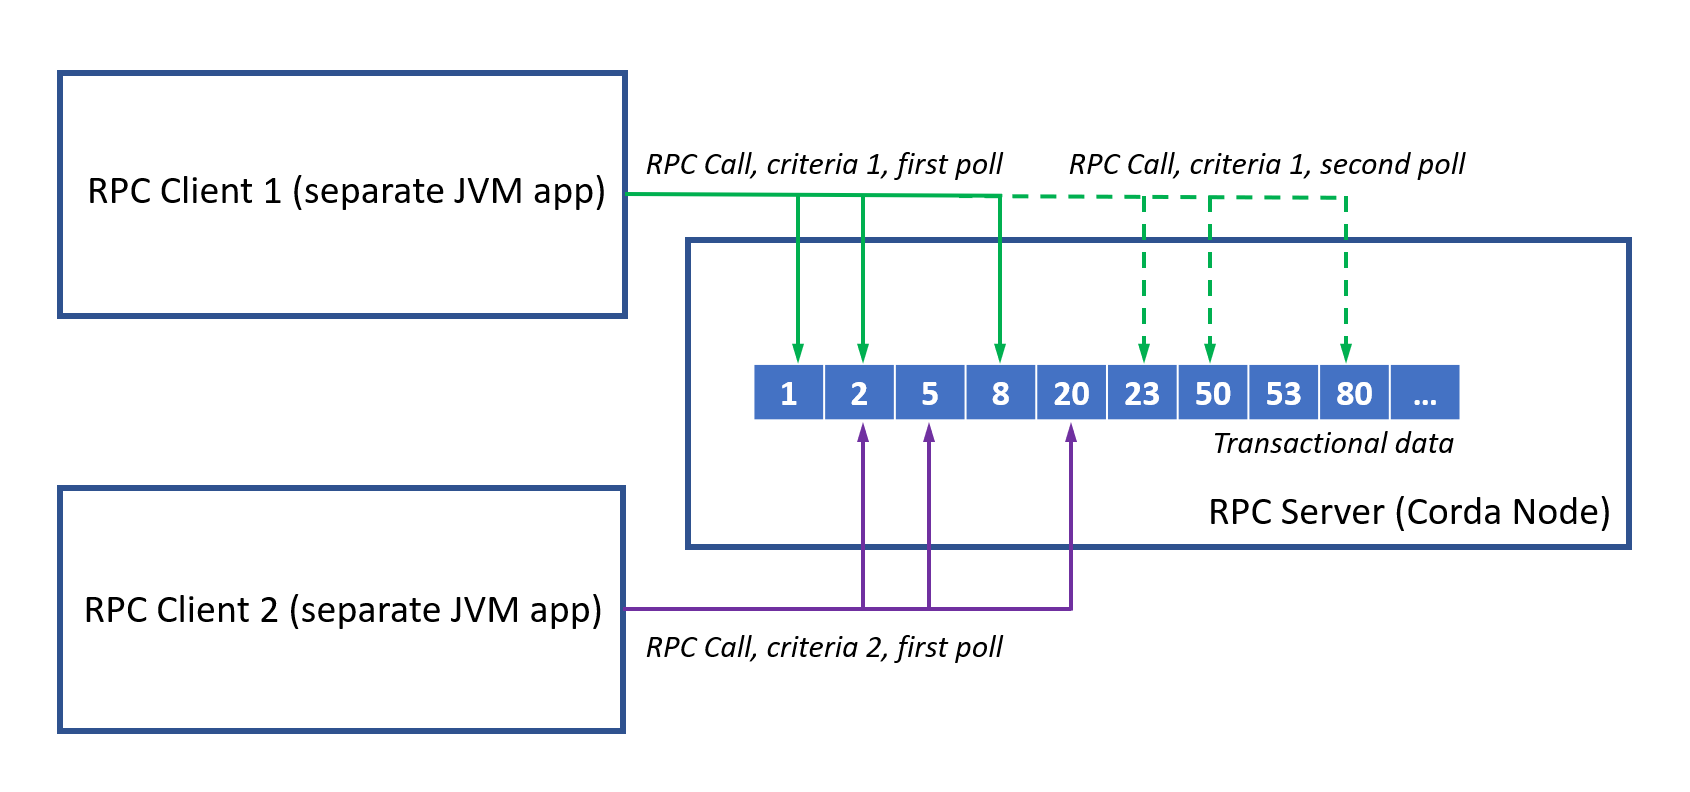 RPC Call, criteria 1, first poll
RPC Call, criteria 1, second poll
RPC Client 1 (separate JVM app)
1 2 5 8 20 23 50 53 80 ...
Transactional data
RPC Server (Corda Node)
RPC Client 2 (separate JVM app)
RPC Call, criteria 2, first poll